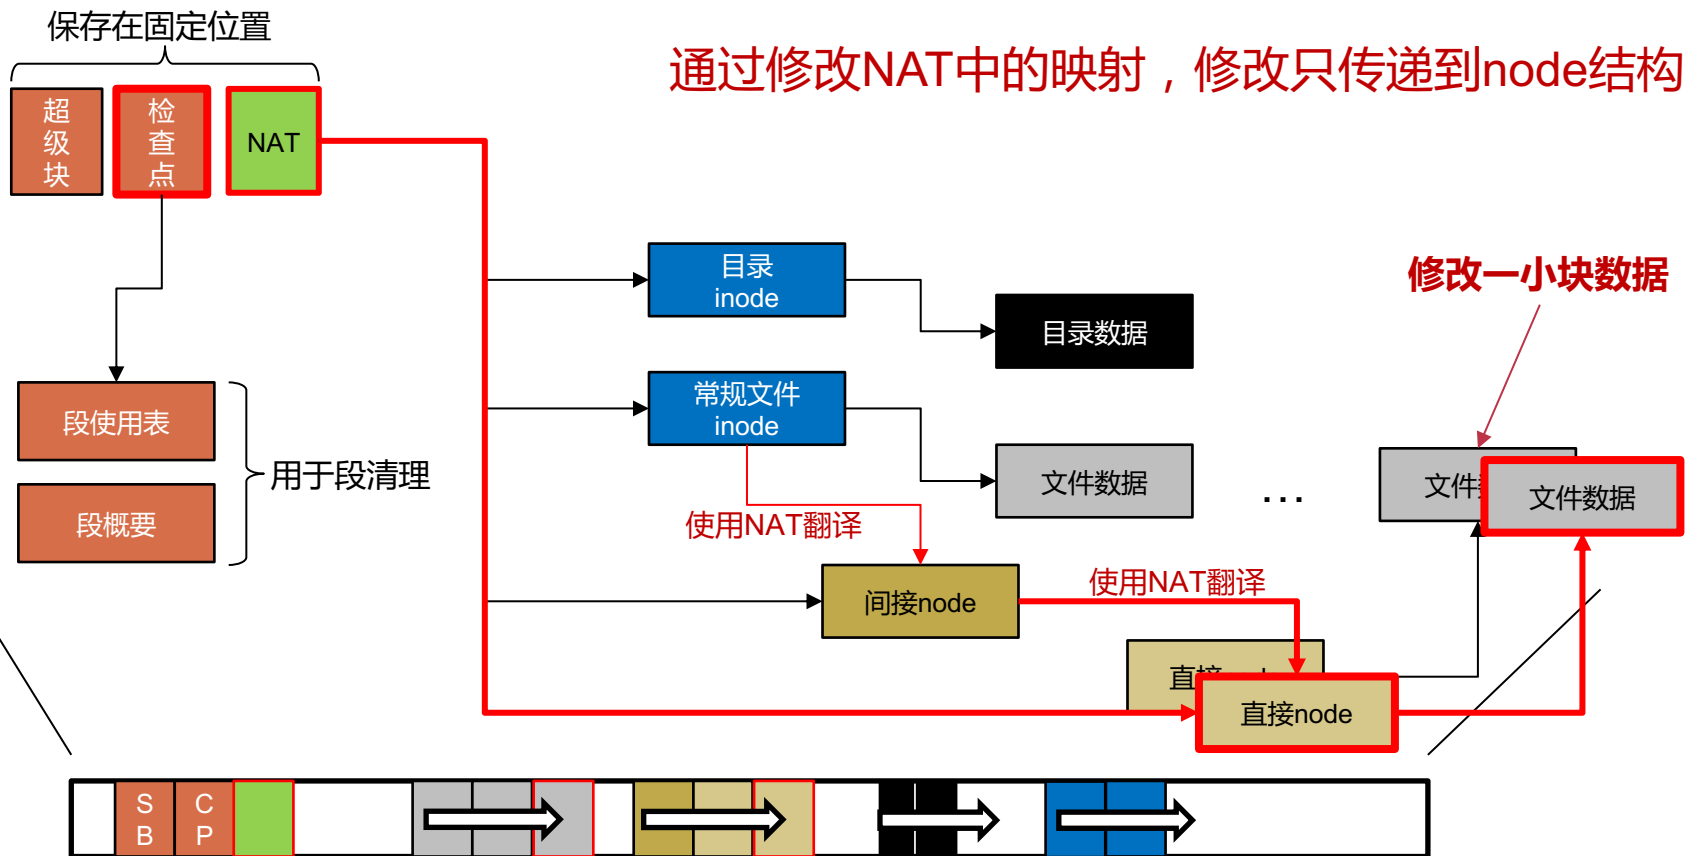 保存在固定位置
通过修改NAT中的映射，修改只传递到node结构
超级块
检查点
NAT
目录
inode
目录数据
修改一小块数据
常规文件
inode
段使用表
用于段清理
段概要
文件数据
...
文件
文件数据
使用NAT翻译
间接node
使用NAT翻译
直接node
SB
CP